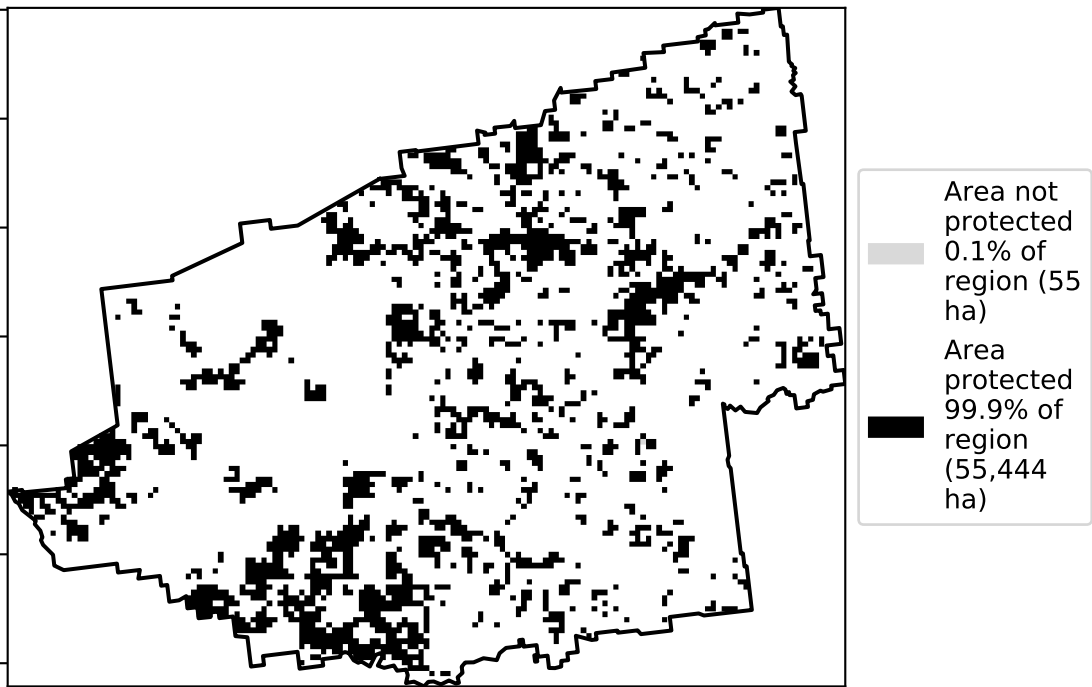 Area not
protected
0.1% of
region (55
ha)
Area
protected
99.9% of
region
(55,444
ha)